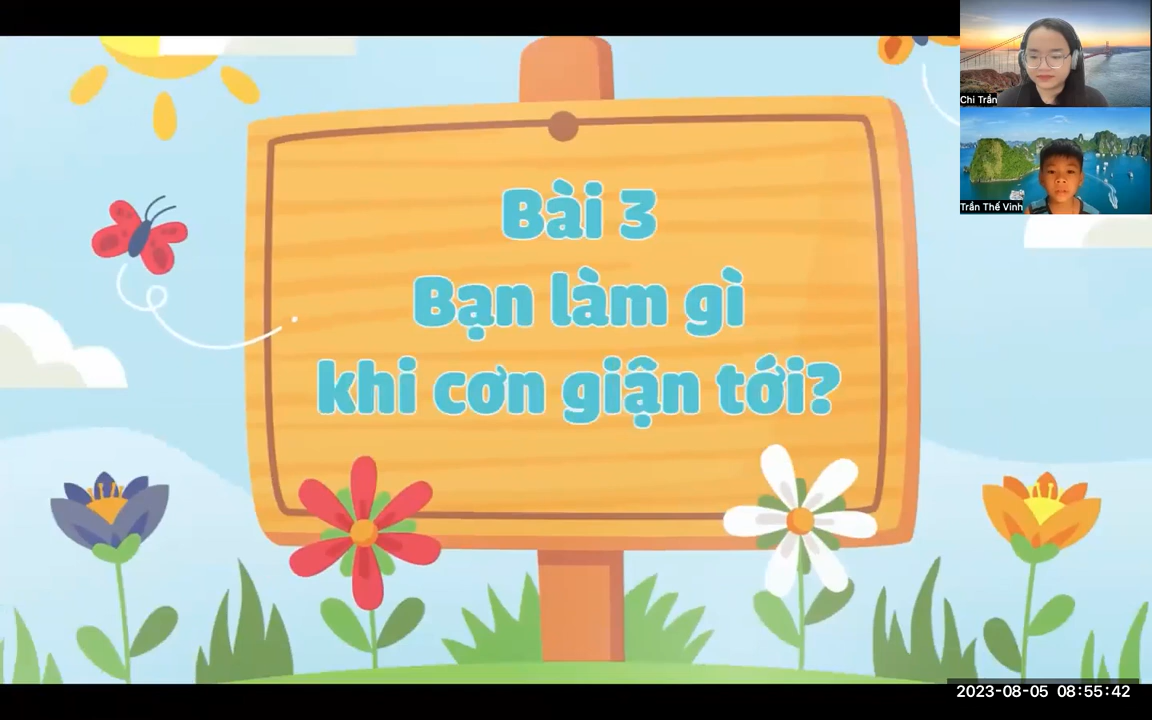 Chi Trần
Trần Thế Vinh
Bài 3
Bạn làm gì
khi cơn giận tới?
2023-08-05 08:55:42